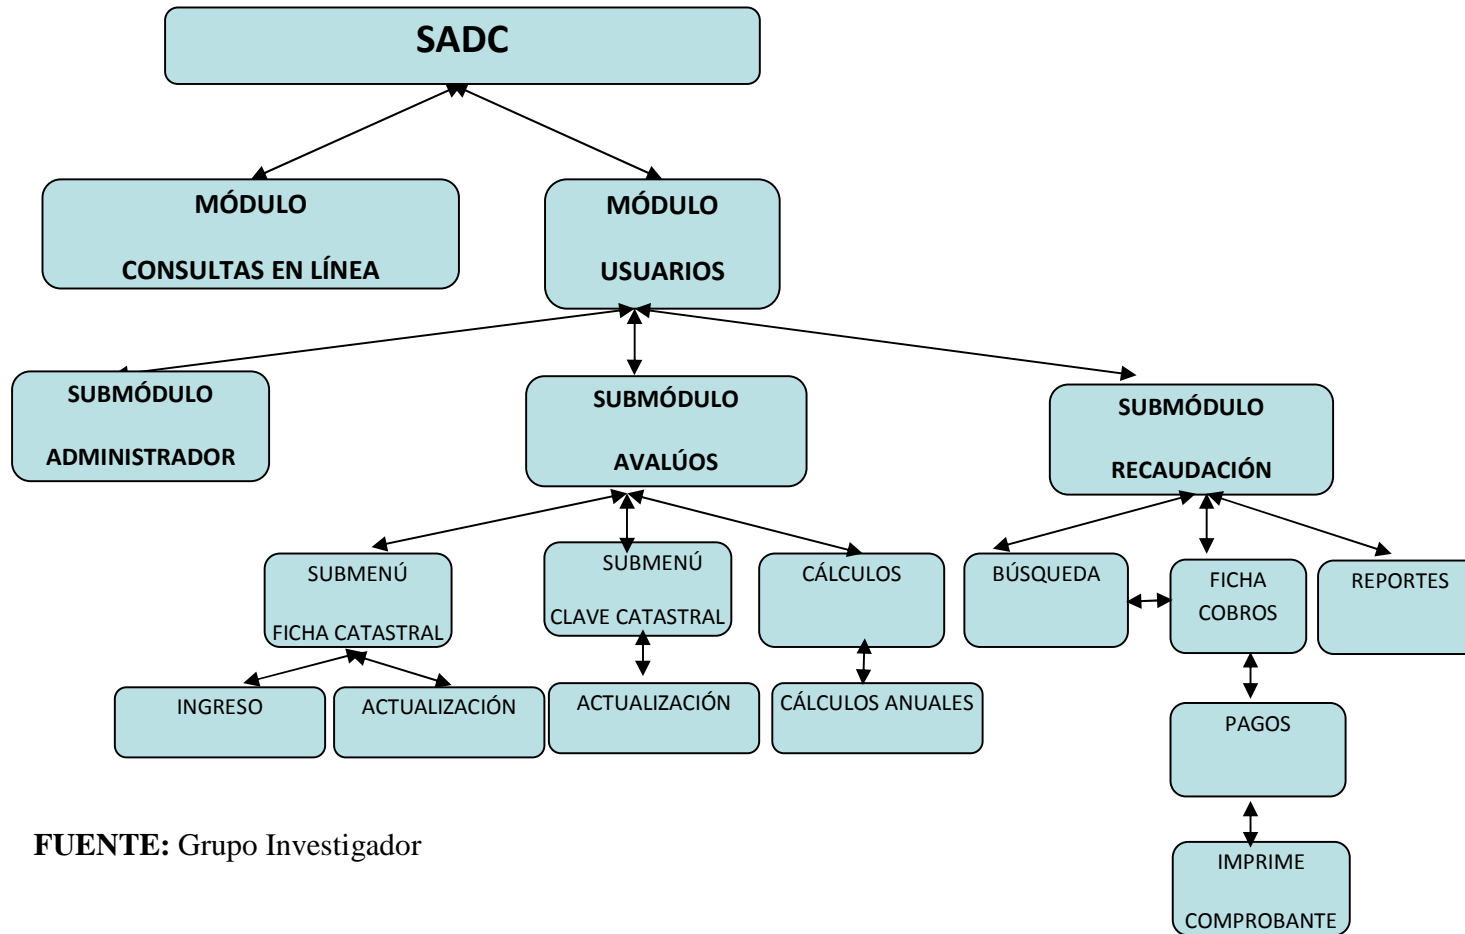 SADC
MÓDULO
CONSULTAS EN LÍNEA
MÓDULO
USUARIOS
SUBMÓDULO
ADMINISTRADOR
SUBMÓDULO
AVALÚOS
SUBMÓDULO
RECAUDACIÓN
SUBMENÚ
FICHA CATASTRAL
SUBMENÚ
CLAVE CATASTRAL
CÁLCULOS
BÚSQUEDA
FICHA
COBROS
REPORTES
INGRESO
ACTUALIZACIÓN
ACTUALIZACIÓN
CÁLCULOS ANUALES
PAGOS
IMPRIME
COMPROBANTE
FUENTE: Grupo Investigador